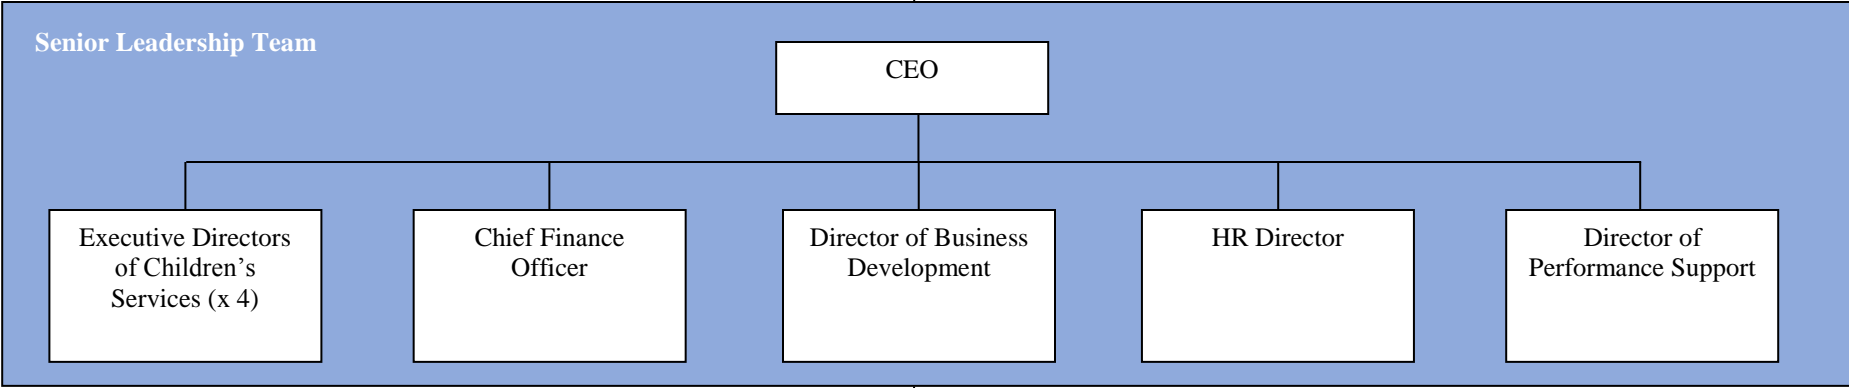 Senior Leadership Team
CEO
Executive Directors
of Children’s
Services (x 4)
Chief Finance
Officer
Director of Business
Development
HR Director
Director of
Performance Support